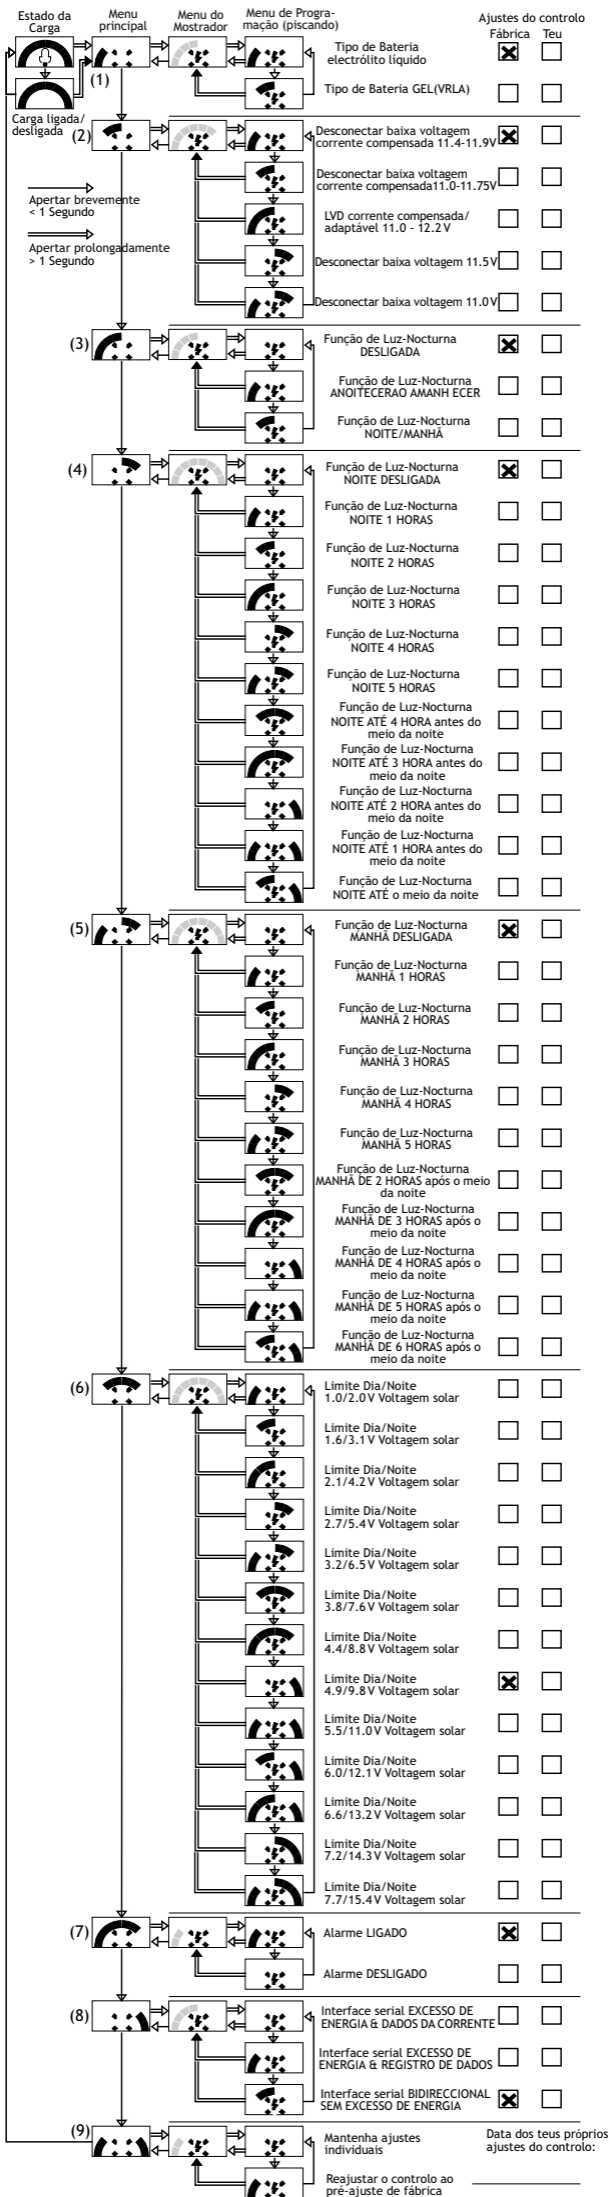 Estado da
Carga
Menu
principal
Menu do
Mostrador
Menu de Progra-
mação (piscando)
Ajustes do controlo
Fábrica Teu
(1)
Tipo de Bateria
electrólito líquido
Tipo de Bateria GEL(VRLA)
Carga ligada/
desligada
(2)
Desconectar baixa voltagem
corrente compensada 11.4-11.9V
Desconectar baixa voltagem
corrente compensada11.0-11.75V
Apertar brevemente
< 1 Segundo
LVD corrente compensada/
adaptável 11.0 - 12.2 V
Apertar prolongadamente
> 1 Segundo
Desconectar baixa voltagem 11.5 V
Desconectar baixa voltagem 11.0 V
(3)
Função de Luz-Nocturna
DESLIGADA
Função de Luz-Nocturna
ANOITECERAO AMANH ECER
Função de Luz-Nocturna
NOITE/MANHÃ
(4)
Função de Luz-Nocturna
NOITE DESLIGADA
Função de Luz-Nocturna
NOITE 1 HORAS
Função de Luz-Nocturna
NOITE 2 HORAS
Função de Luz-Nocturna
NOITE 3 HORAS
Função de Luz-Nocturna
NOITE 4 HORAS
Função de Luz-Nocturna
NOITE 5 HORAS
Função de Luz-Nocturna
NOITE ATÉ 4 HORA antes do
meio da noite
Função de Luz-Nocturna
NOITE ATÉ 3 HORA antes do
meio da noite
Função de Luz-Nocturna
NOITE ATÉ 2 HORA antes do
meio da noite
Função de Luz-Nocturna
NOITE ATÉ 1 HORA antes do
meio da noite
Função de Luz-Nocturna
NOITE ATÉ o meio da noite
(5)
Função de Luz-Nocturna
MANHÃ DESLIGADA
Função de Luz-Nocturna
MANHÃ 1 HORAS
Função de Luz-Nocturna
MANHÃ 2 HORAS
Função de Luz-Nocturna
MANHÃ 3 HORAS
Função de Luz-Nocturna
MANHÃ 4 HORAS
Função de Luz-Nocturna
MANHÃ 5 HORAS
Função de Luz-Nocturna
MANHÃ DE 2 HORAS após o meio
da noite
Função de Luz-Nocturna
MANHÃ DE 3 HORAS após o
meio da noite
Função de Luz-Nocturna
MANHÃ DE 4 HORAS após o
meio da noite
Função de Luz-Nocturna
MANHÃ DE 5 HORAS após o
meio da noite
Função de Luz-Nocturna
MANHÃ DE 6 HORAS após o
meio da noite
(6)
Limite Dia/Noite
1.0/2.0 V Voltagem solar
Limite Dia/Noite
1.6/3.1 V Voltagem solar
Limite Dia/Noite
2.1/4.2 V Voltagem solar
Limite Dia/Noite
2.7/5.4 V Voltagem solar
Limite Dia/Noite
3.2/6.5 V Voltagem solar
Limite Dia/Noite
3.8/7.6 V Voltagem solar
Limite Dia/Noite
4.4/8.8 V Voltagem solar
Limite Dia/Noite
4.9/9.8 V Voltagem solar
Limite Dia/Noite
5.5/11.0 V Voltagem solar
Limite Dia/Noite
6.0/12.1 V Voltagem solar
Limite Dia/Noite
6.6/13.2 V Voltagem solar
Limite Dia/Noite
7.2/14.3 V Voltagem solar
Limite Dia/Noite
7.7/15.4 V Voltagem solar
(7)
Alarme LIGADO
Alarme DESLIGADO
(8)
Interface serial EXCESSO DE
ENERGIA & DADOS DA CORRENTE
Interface serial EXCESSO DE
ENERGIA & REGISTRO DE DADOS
Interface serial BIDIRECCIONAL
SEM EXCESSO DE ENERGIA
(9)
Mantenha ajustes
individuais
Data dos teus próprios
ajustes do controlo:
Reajustar o controlo ao
pré-ajuste de fábrica